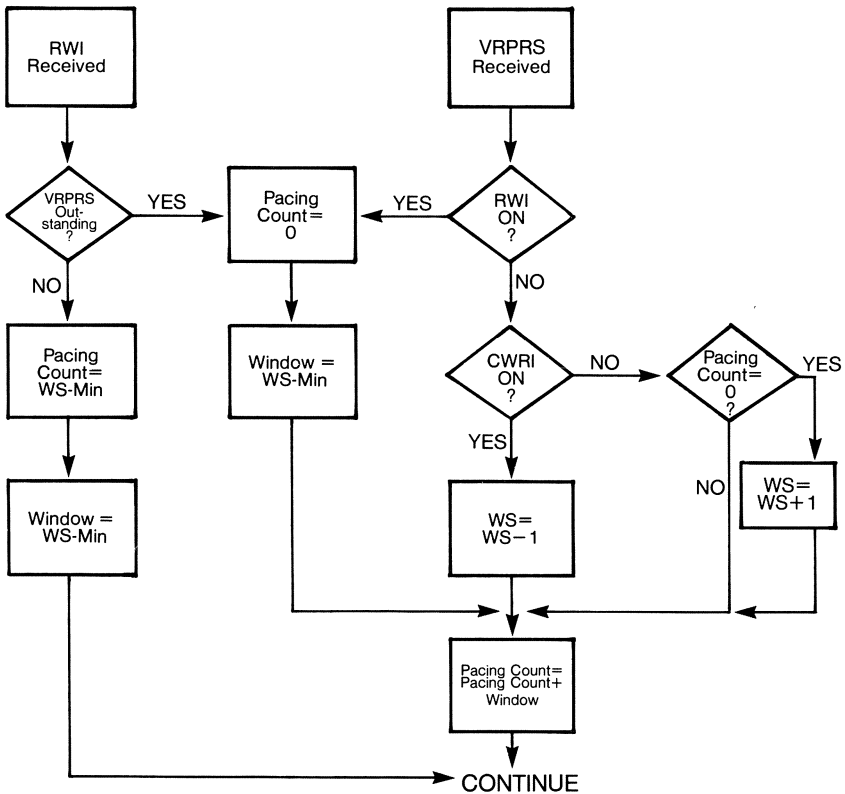 RWI
Received
VRPRS
Received
VRPRS
Out-
standing
?
YES
Pacing
Count=
0
YES
RWI
ON
?
NO
NO
Pacing
Count=
WS-Min
Window =
WS-Min
CWRI
ON
?
NO
Pacing
Count=
0
?
YES
YES
NO
Window =
WS-Min
WS=
WS−1
WS=
WS+1
Pacing Count=
Pacing Count+
Window
CONTINUE